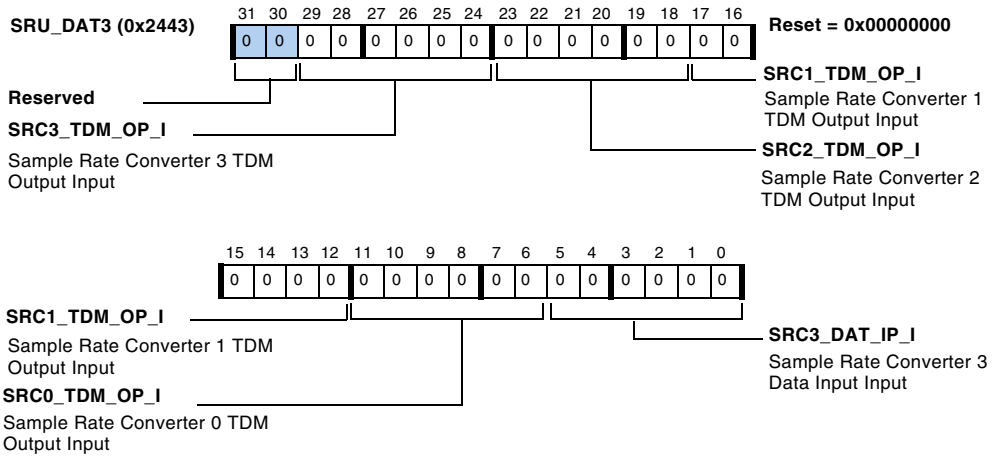 SRU_DAT3 (0x2443)
31 30 29 28 27 26 25 24 23 22 21 20 19 18 17 16
Reset = 0x00000000
0 0 0 0 0 0 0 0 0 0 0 0 0 0 0 0
Reserved
SRC3_TDM_OP_I
Sample Rate Converter 3 TDM
Output Input
SRC1_TDM_OP_I
Sample Rate Converter 1
TDM Output Input
SRC2_TDM_OP_I
Sample Rate Converter 2
TDM Output Input
15 14 13 12 11 10 9 8 7 6 5 4 3 2 1 0
0 0 0 0 0 0 0 0 0 0 0 0 0 0 0 0
SRC1_TDM_OP_I
Sample Rate Converter 1 TDM
Output Input
SRC0_TDM_OP_I
Sample Rate Converter 0 TDM
Output Input
SRC3_DAT_IP_I
Sample Rate Converter 3
Data Input Input